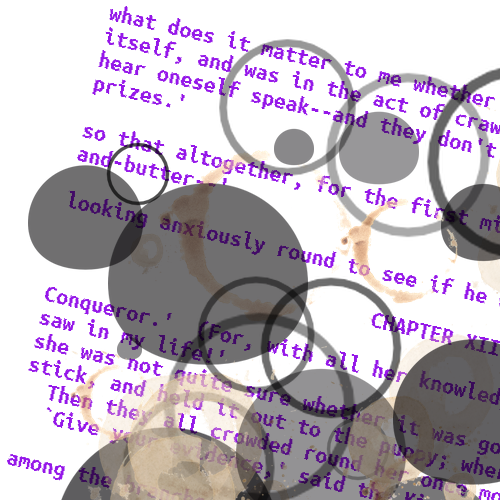 what does it matter to me whether
itself, and was in the act of craw
hear oneself speak--and they don't
prizes.'
so that altogether, for the first mi
and-butter--'
looking anxiously round to see if he
CHAPTER XII
Conqueror.' (For, with all her knowled
saw in my life!'
she was not quite sure whether it was go
stick, and held it out to the puppy; whe
Then they all crowded round her on
`Give your evidence,' said the
among the